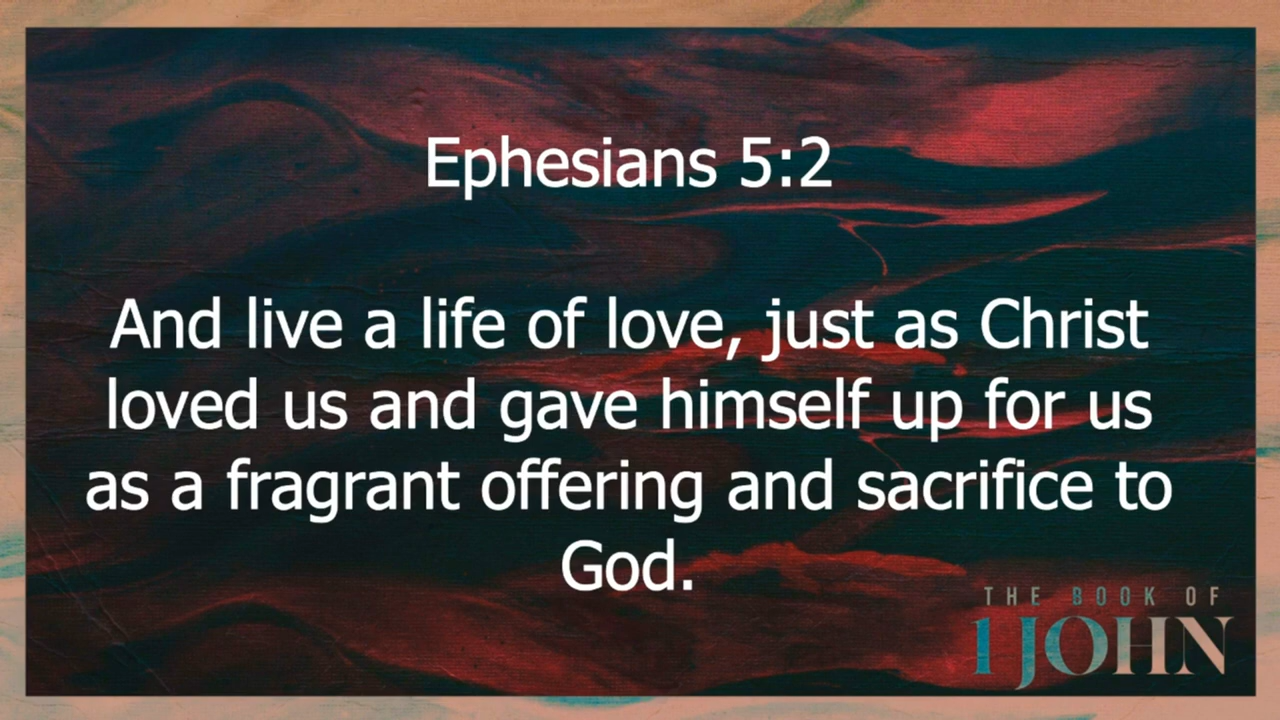 Ephesians 5:2
And live a life of love, just as Christ
loved us and gave himself up for us
as a fragrant offering and sacrifice to
God.
THE BOOK OF
1 JOHN